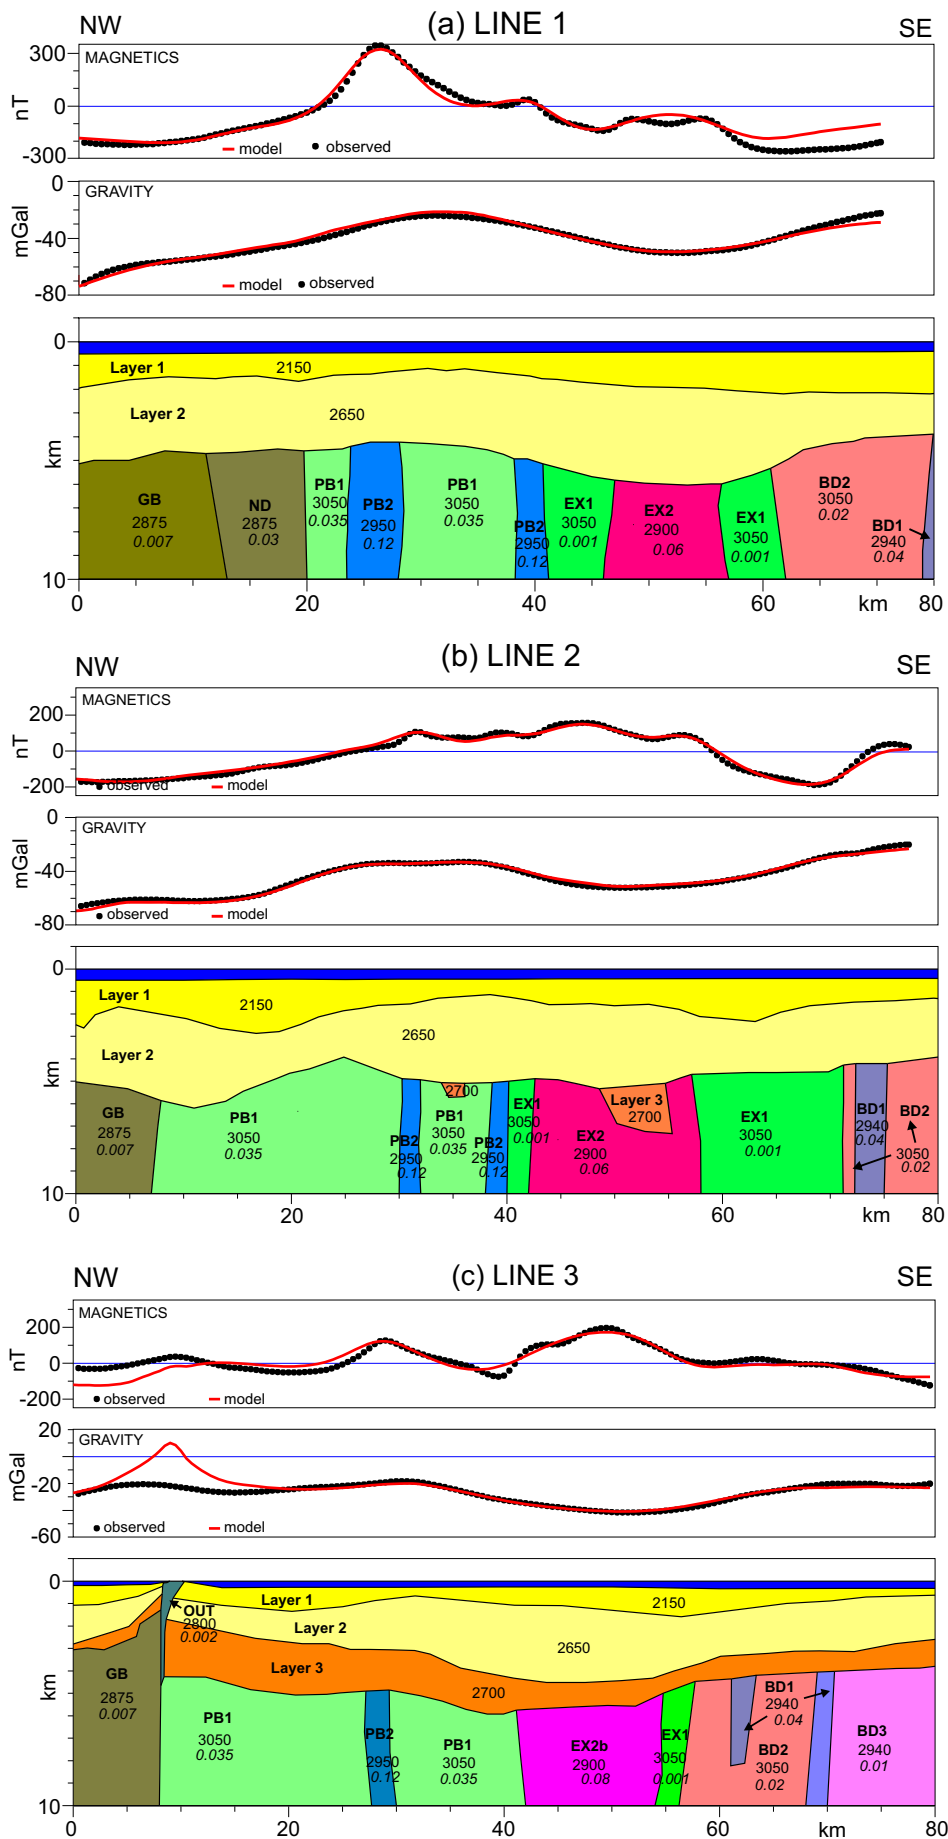 NW (a) LINE 1 SE
MAGNETICS
300
0
-300
nT
model observed
GRAVITY
0
-40
-80
mGal
model observed
0
10
km
Layer 1 2150
Layer 2 2650
GB
2875
0.007
ND
2875
0.03
PB1
3050
0.035
PB2
2950
0.12
PB1
3050
0.035
PB2
2950
0.12
EX1
3050
0.001
EX2
2900
0.06
EX1
3050
0.001
BD2
3050
0.02
BD1
2940
0.04
0 20 40 60 km 80
NW (b) LINE 2 SE
MAGNETICS
200
0
-200
nT
observed model
GRAVITY
0
-40
-80
mGal
observed model
0
10
km
Layer 1 2150
Layer 2 2650
GB
2875
0.007
PB1
3050
0.035
PB2
2950
0.12
2700
PB1
3050
0.035
PB2
2950
0.12
EX1
3050
0.001
EX2
2900
0.06
Layer 3
2700
EX1
3050
0.001
BD1
2940
0.04
BD2
3050
0.02
0 20 40 60 km 80
NW (c) LINE 3 SE
MAGNETICS
200
0
-200
nT
observed model
GRAVITY
20
-20
-60
mGal
observed model
0
10
km
Layer 1 2150
Layer 2 2650
Layer 3 2700
OUT
2800
0.002
GB
2875
0.007
PB1
3050
0.035
PB2
2950
0.12
PB1
3050
0.035
EX2b
2900
0.08
EX1
3050
0.001
BD1
2940
0.04
BD2
3050
0.02
BD3
2940
0.01
0 20 40 60 km 80